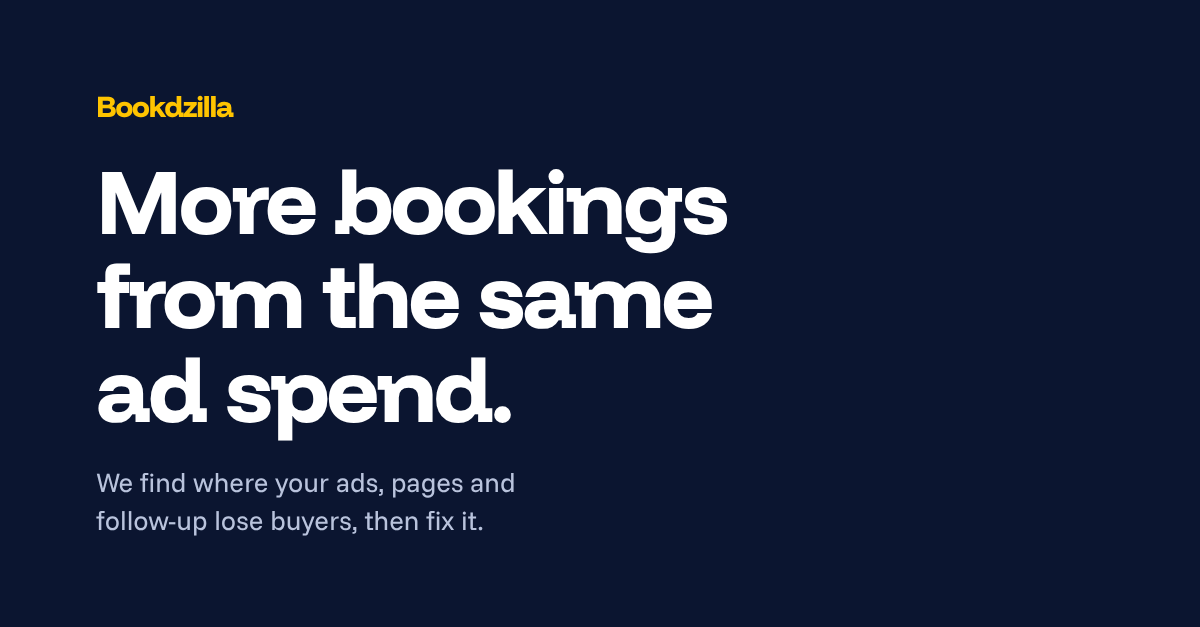 Bookdzilla
More bookings
from the same
ad spend.
We find where your ads, pages and
follow-up lose buyers, then fix it.